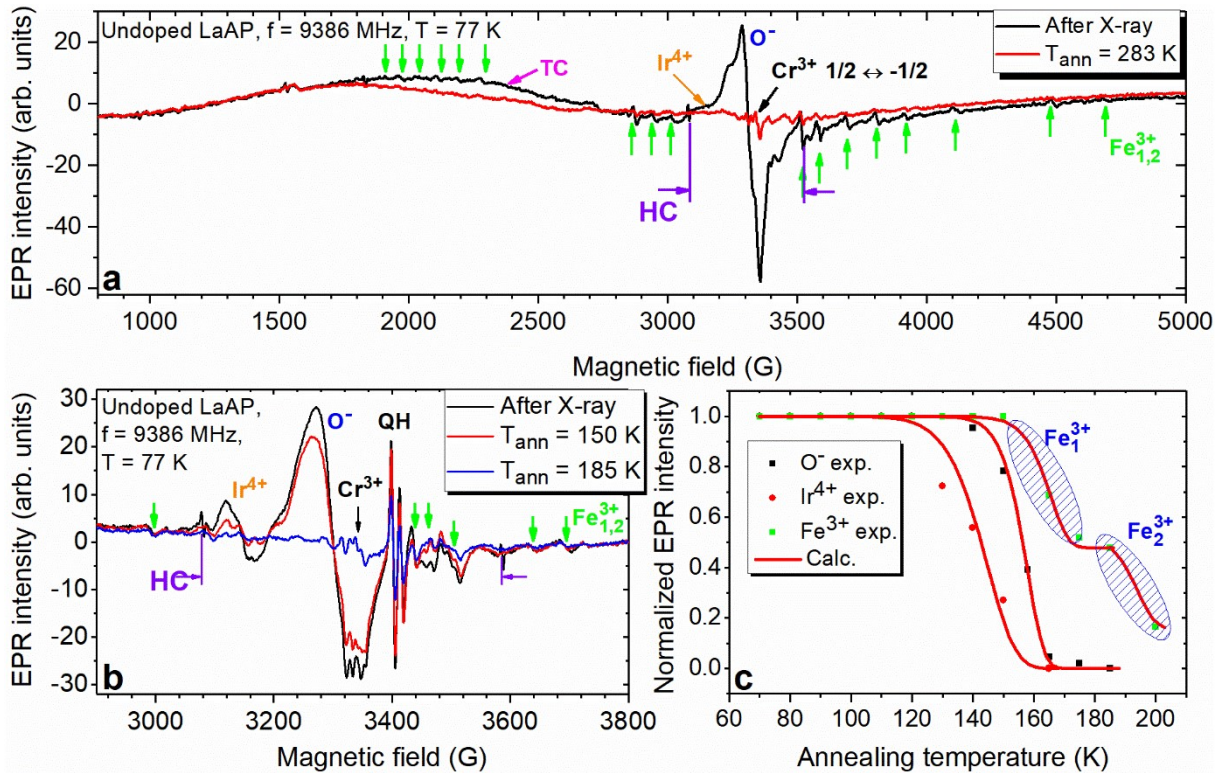 Undoped LaAP, f = 9386 MHz, T = 77 K
O⁻
After X-ray
T_ann = 283 K
Ir⁴⁺
TC
Cr³⁺ 1/2 ↔ -1/2
HC
Fe³⁺₁,₂
EPR intensity (arb. units)
20
0
-20
-40
-60
a
1000 1500 2000 2500 3000 3500 4000 4500 5000
Magnetic field (G)
Undoped LaAP,
f = 9386 MHz,
T = 77 K
O⁻
QH
After X-ray
T_ann = 150 K
T_ann = 185 K
Ir⁴⁺
Cr³⁺
Fe³⁺₁,₂
HC
EPR intensity (arb. units)
30
20
10
0
-10
-20
-30
b
3000 3200 3400 3600 3800
Magnetic field (G)
Normalized EPR intensity
1.0
0.8
0.6
0.4
0.2
0.0
Fe³⁺₁
O⁻ exp.
Ir⁴⁺ exp.
Fe³⁺ exp.
Calc.
Fe³⁺₂
c
60 80 100 120 140 160 180 200
Annealing temperature (K)